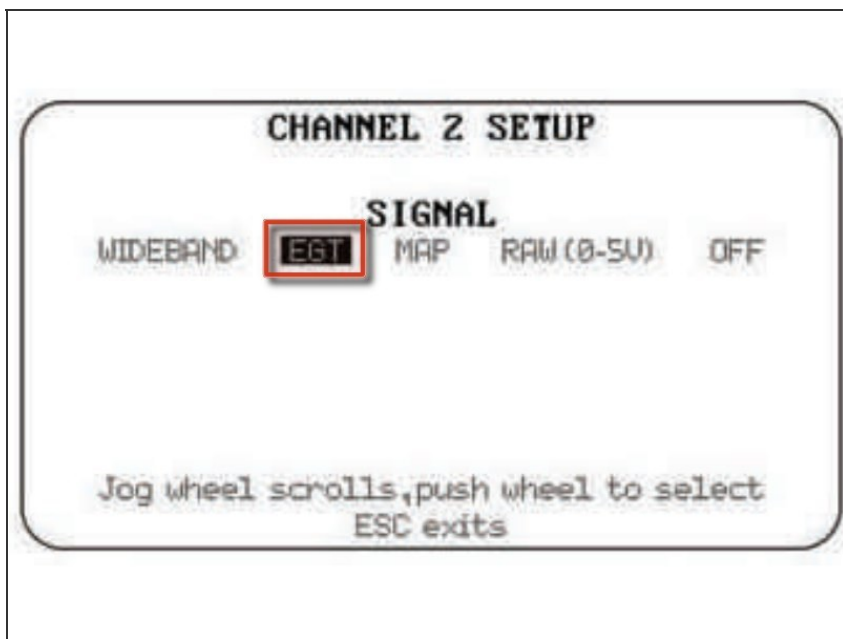 CHANNEL 2 SETUP
SIGNAL
WIDEBAND EGT MAP RAW(0-5V) OFF
Jog wheel scrolls,push wheel to select
ESC exits